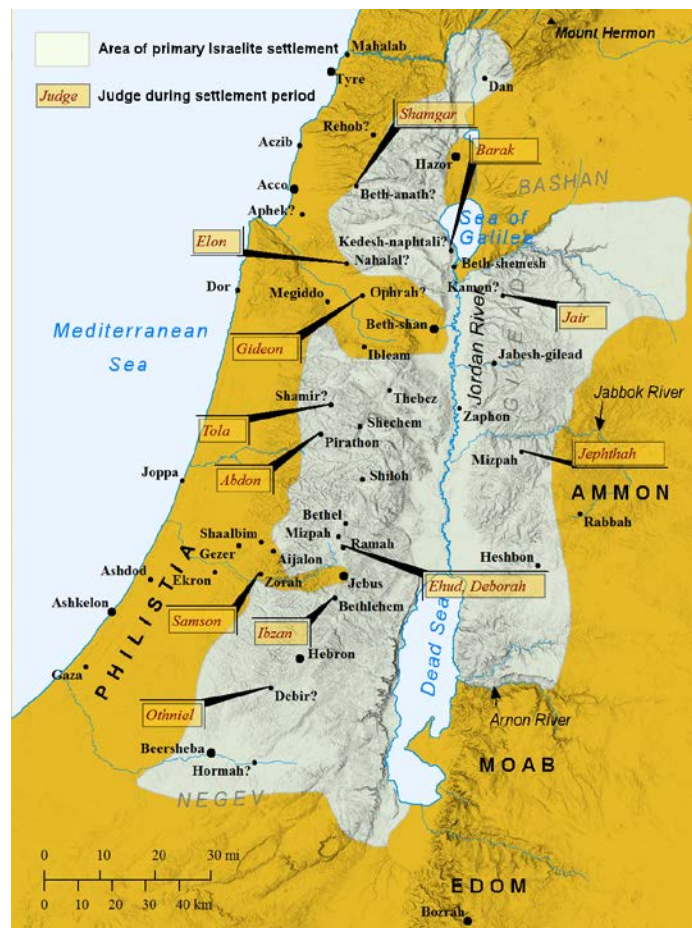 Area of primary Israelite settlement
Judge
Judge during settlement period
Mount Hermon
Mahalab
Tyre
Dan
Shamgar
Rehob?
Barak
Aczib
Hazor
BASHAN
Acco
Beth-anath?
Aphek?
Sea of
Galilee
Elon
Kedesh-naphtali?
Nahalal?
Beth-shemesh
Kamon?
Dor
Megiddo
Ophrah?
Jair
Mediterranean
Sea
Gideon
Beth-shan
Jordan River
GILEAD
Ibleam
Jabesh-gilead
Shamir?
Thebez
Jabbok River
Tola
Shechem
Zaphon
Pirathon
Jephthah
Mizpah
Abdon
Joppa
Shiloh
AMMON
Rabbah
Bethel
Mizpah
Shaalbim
Ramah
Gezer
Aijalon
Heshbon
Ashdod
Ekron
Zorah
Jebus
Ehud, Deborah
Ashkelon
PHILISTIA
Samson
Ibzan
Bethlehem
Dead Sea
Hebron
Gaza
Othniel
Debir?
Arnon River
Beersheba
Hormah?
MOAB
NEGEV
0 10 20 30 mi
0 10 20 30 40 km
EDOM
Bozrah